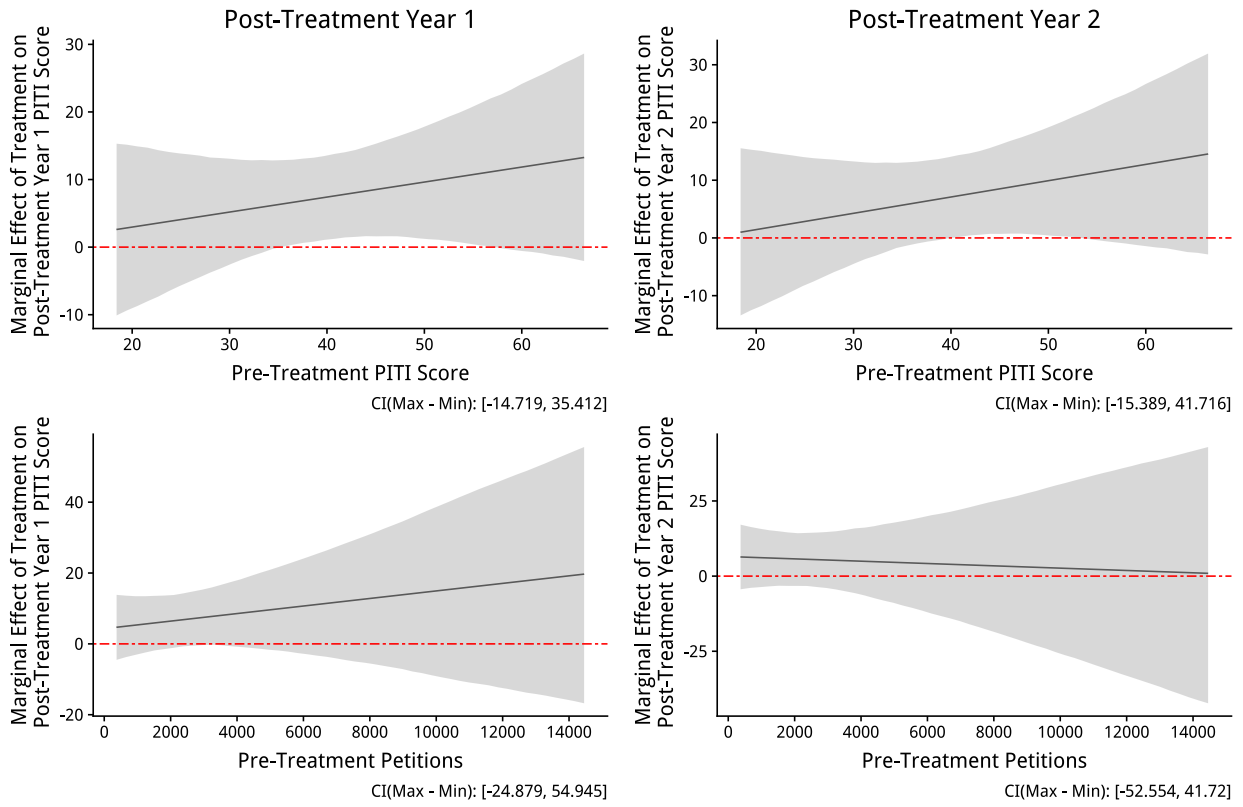 Post-Treatment Year 1
Marginal Effect of Treatment on
Post-Treatment Year 1 PITI Score
30
20
10
0
-10
20 30 40 50 60
Pre-Treatment PITI Score
CI(Max - Min): [-14.719, 35.412]
Post-Treatment Year 2
Marginal Effect of Treatment on
Post-Treatment Year 2 PITI Score
30
20
10
0
-10
20 30 40 50 60
Pre-Treatment PITI Score
CI(Max - Min): [-15.389, 41.716]
Marginal Effect of Treatment on
Post-Treatment Year 1 PITI Score
40
20
0
-20
0 2000 4000 6000 8000 10000 12000 14000
Pre-Treatment Petitions
CI(Max - Min): [-24.879, 54.945]
Marginal Effect of Treatment on
Post-Treatment Year 2 PITI Score
25
0
-25
0 2000 4000 6000 8000 10000 12000 14000
Pre-Treatment Petitions
CI(Max - Min): [-52.554, 41.72]